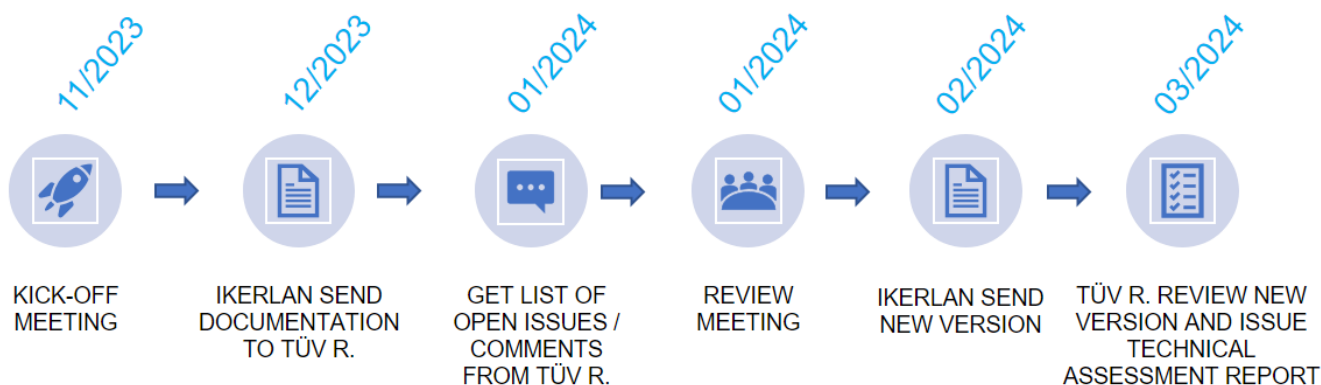 11/2023
12/2023
01/2024
01/2024
02/2024
03/2024
KICK-OFF
MEETING
IKERLAN SEND
DOCUMENTATION
TO TÜV R.
GET LIST OF
OPEN ISSUES /
COMMENTS
FROM TÜV R.
REVIEW
MEETING
IKERLAN SEND
NEW VERSION
TÜV R. REVIEW NEW
VERSION AND ISSUE
TECHNICAL
ASSESSMENT REPORT